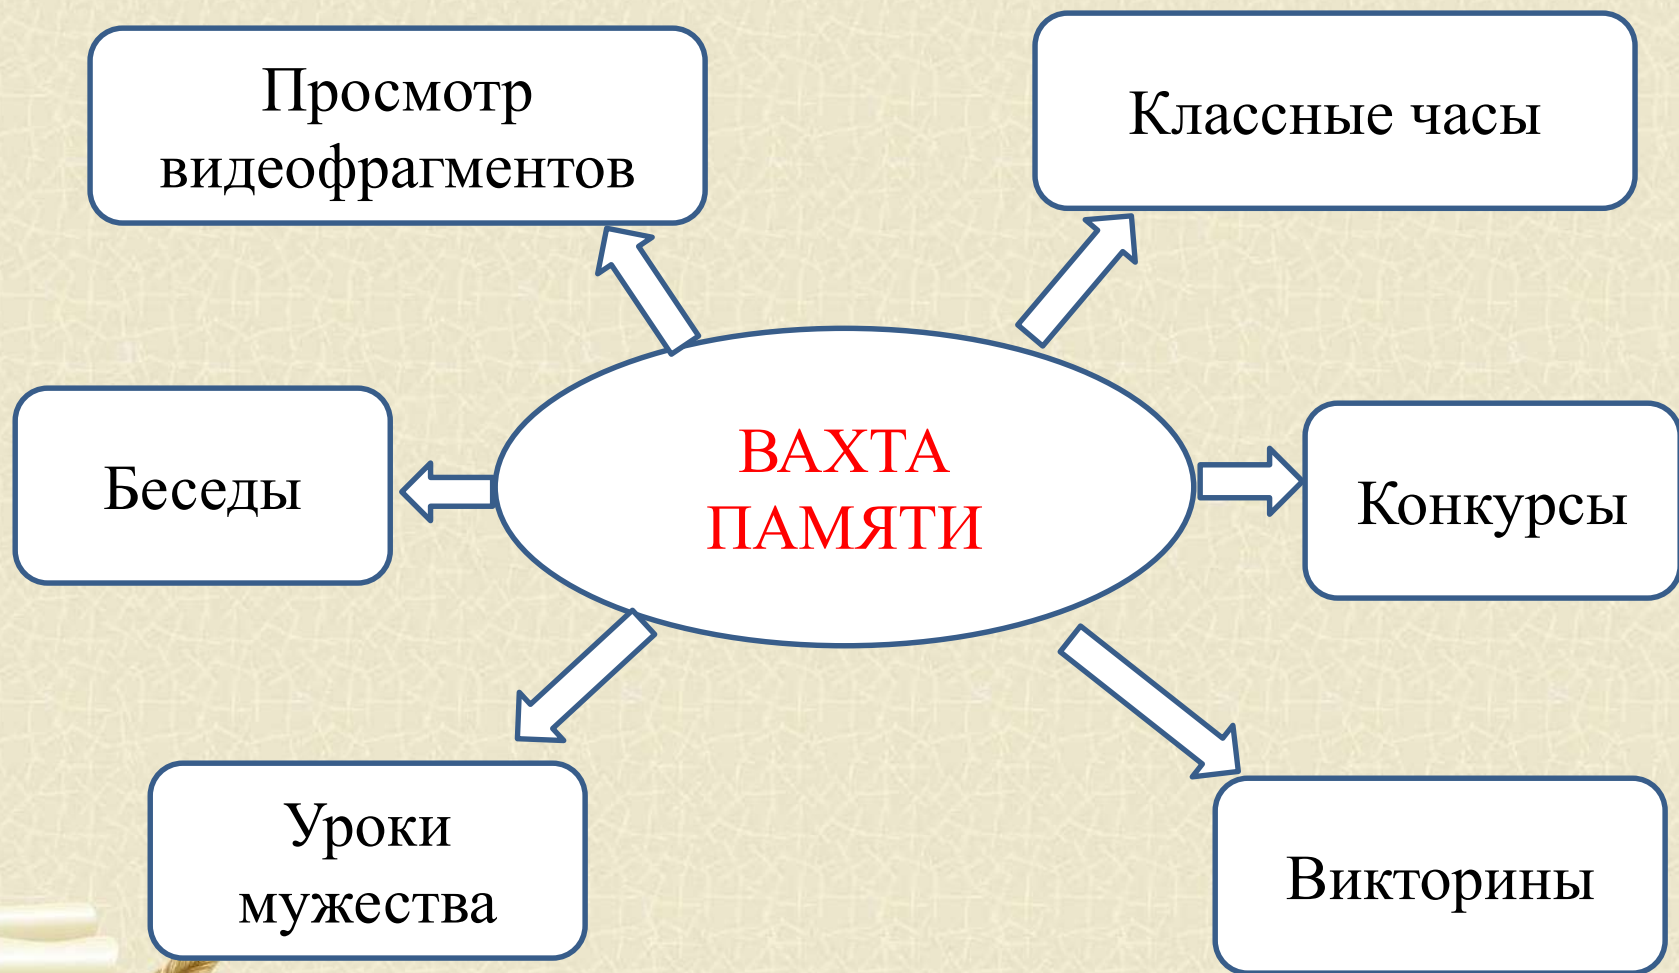 Просмотр
видеофрагментов
Классные часы
Беседы
ВАХТА
ПАМЯТИ
Конкурсы
Уроки
мужества
Викторины